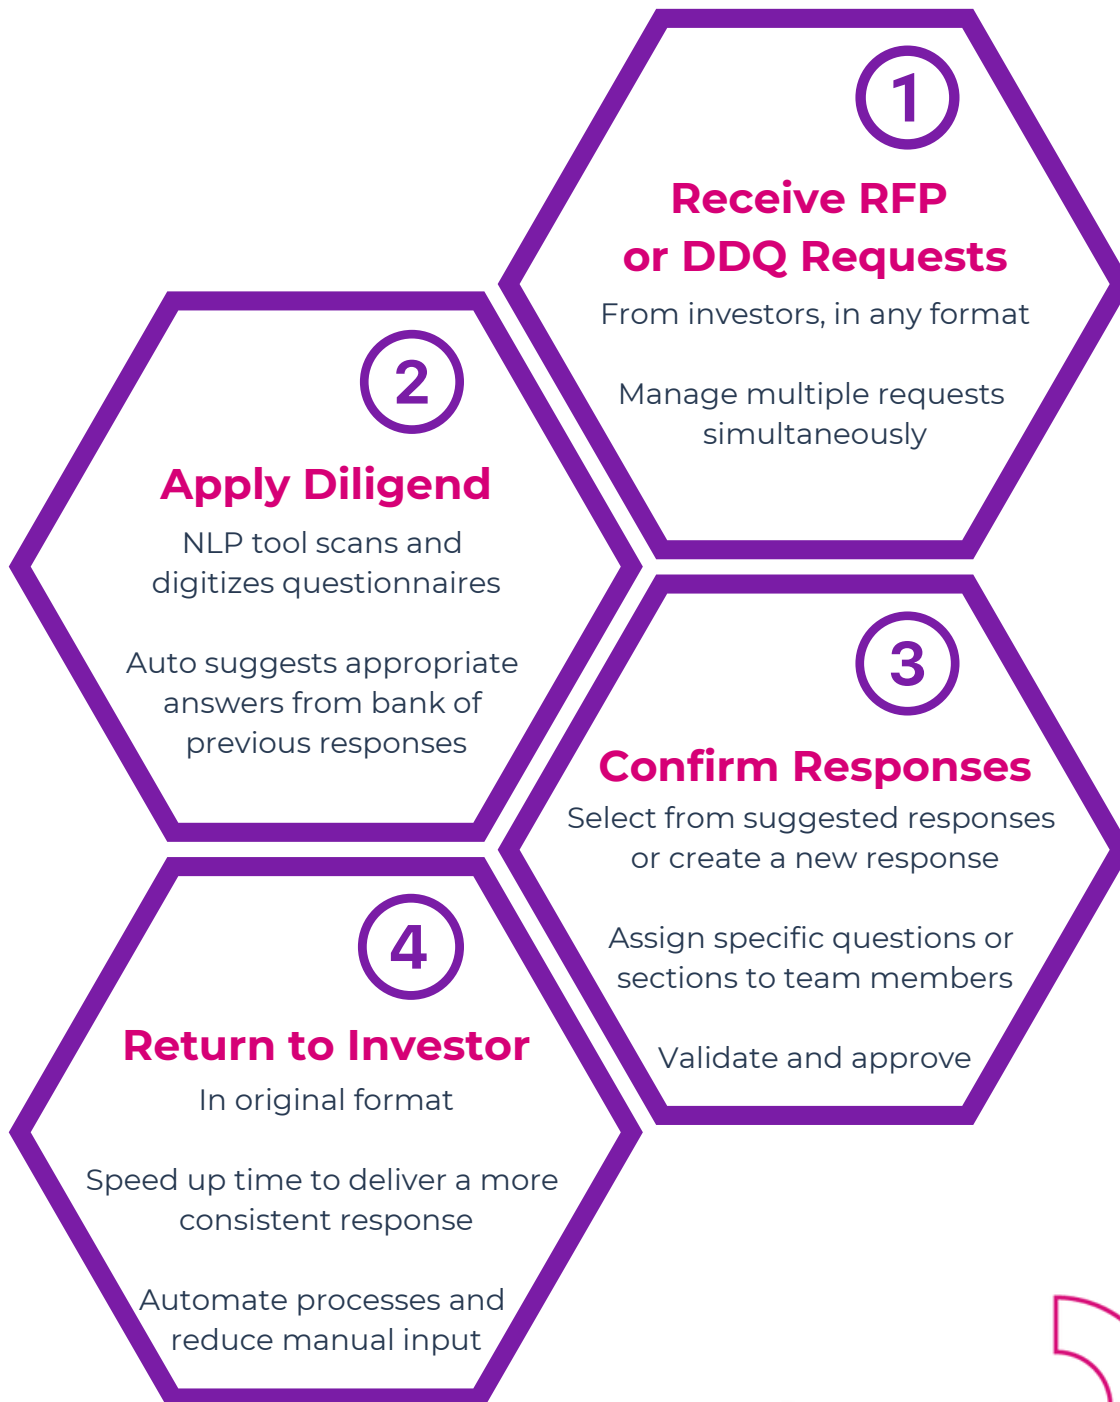 1
Receive RFP
or DDQ Requests
From investors, in any format
Manage multiple requests
simultaneously
2
Apply Diligend
NLP tool scans and
digitizes questionnaires
Auto suggests appropriate
answers from bank of
previous responses
3
Confirm Responses
Select from suggested responses
or create a new response
Assign specific questions or
sections to team members
Validate and approve
4
Return to Investor
In original format
Speed up time to deliver a more
consistent response
Automate processes and
reduce manual input